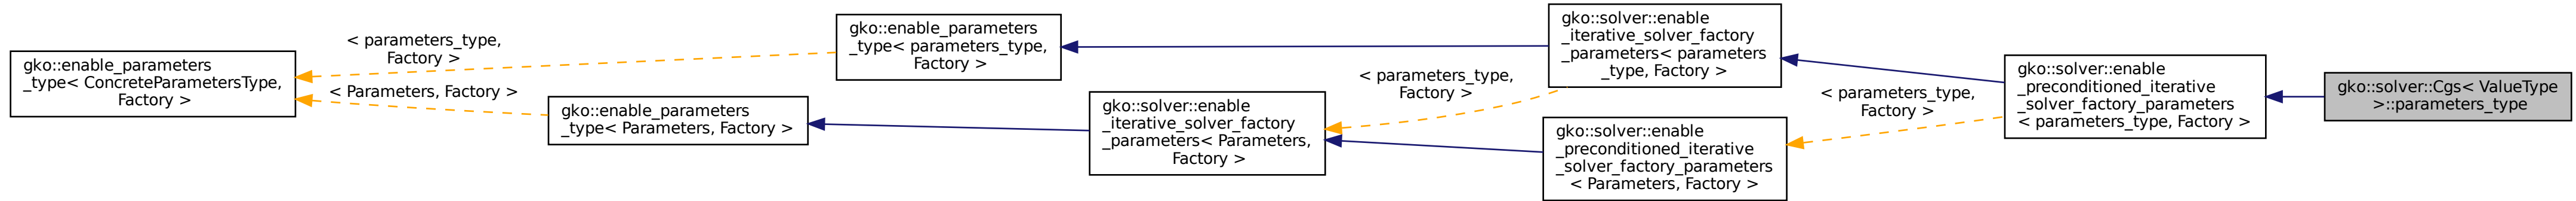 gko::enable_parameters
_type< ConcreteParametersType,
Factory >
< parameters_type,
Factory >
< Parameters, Factory >
gko::enable_parameters
_type< parameters_type,
Factory >
gko::enable_parameters
_type< Parameters, Factory >
gko::solver::enable
_iterative_solver_factory
_parameters< Parameters,
Factory >
< parameters_type,
Factory >
gko::solver::enable
_iterative_solver_factory
_parameters< parameters
_type, Factory >
gko::solver::enable
_preconditioned_iterative
_solver_factory_parameters
< Parameters, Factory >
< parameters_type,
Factory >
gko::solver::enable
_preconditioned_iterative
_solver_factory_parameters
< parameters_type, Factory >
gko::solver::Cgs< ValueType
>::parameters_type